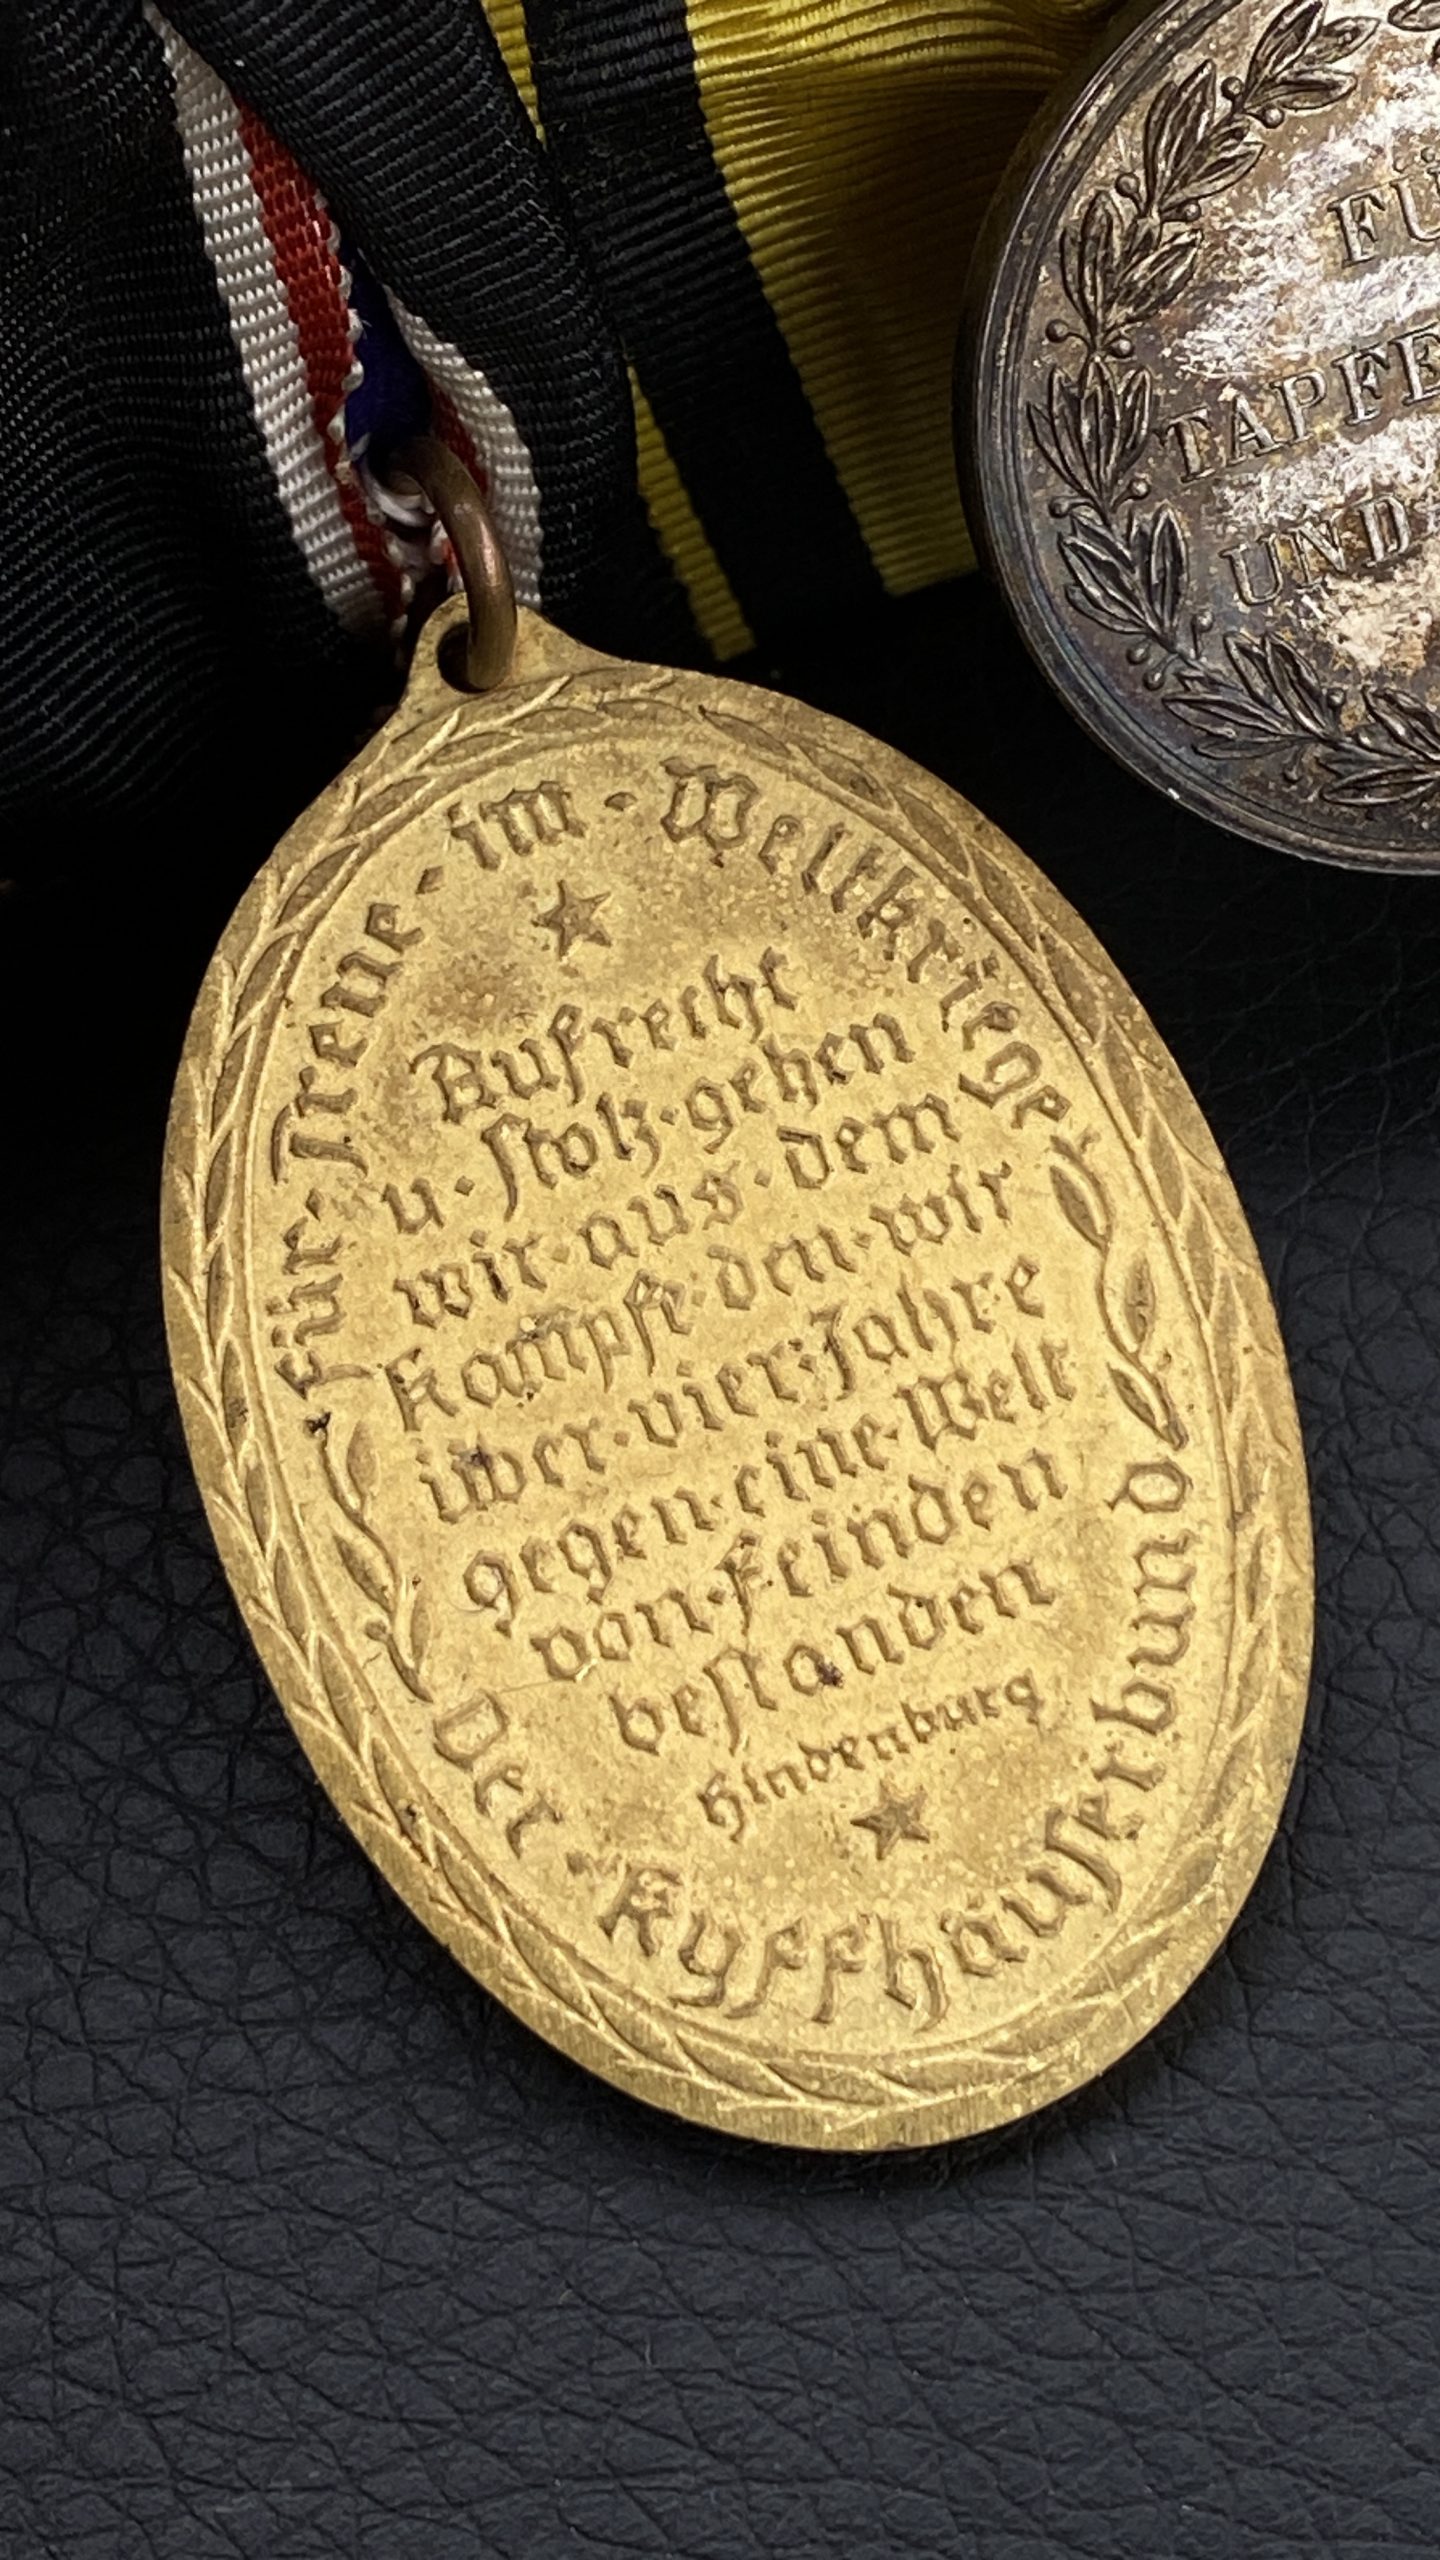 Für · Treue · im · Weltkriege
Aufrecht
u · ſtolz · gehen
wir · aus · dem
Kampfe · den · wir
über · vier · Jahre
gegen · eine · Welt
von · Feinden
beſtanden
Hindenburg
Der · Kyffhäuſerbund
FÜ
TAPFE
UND